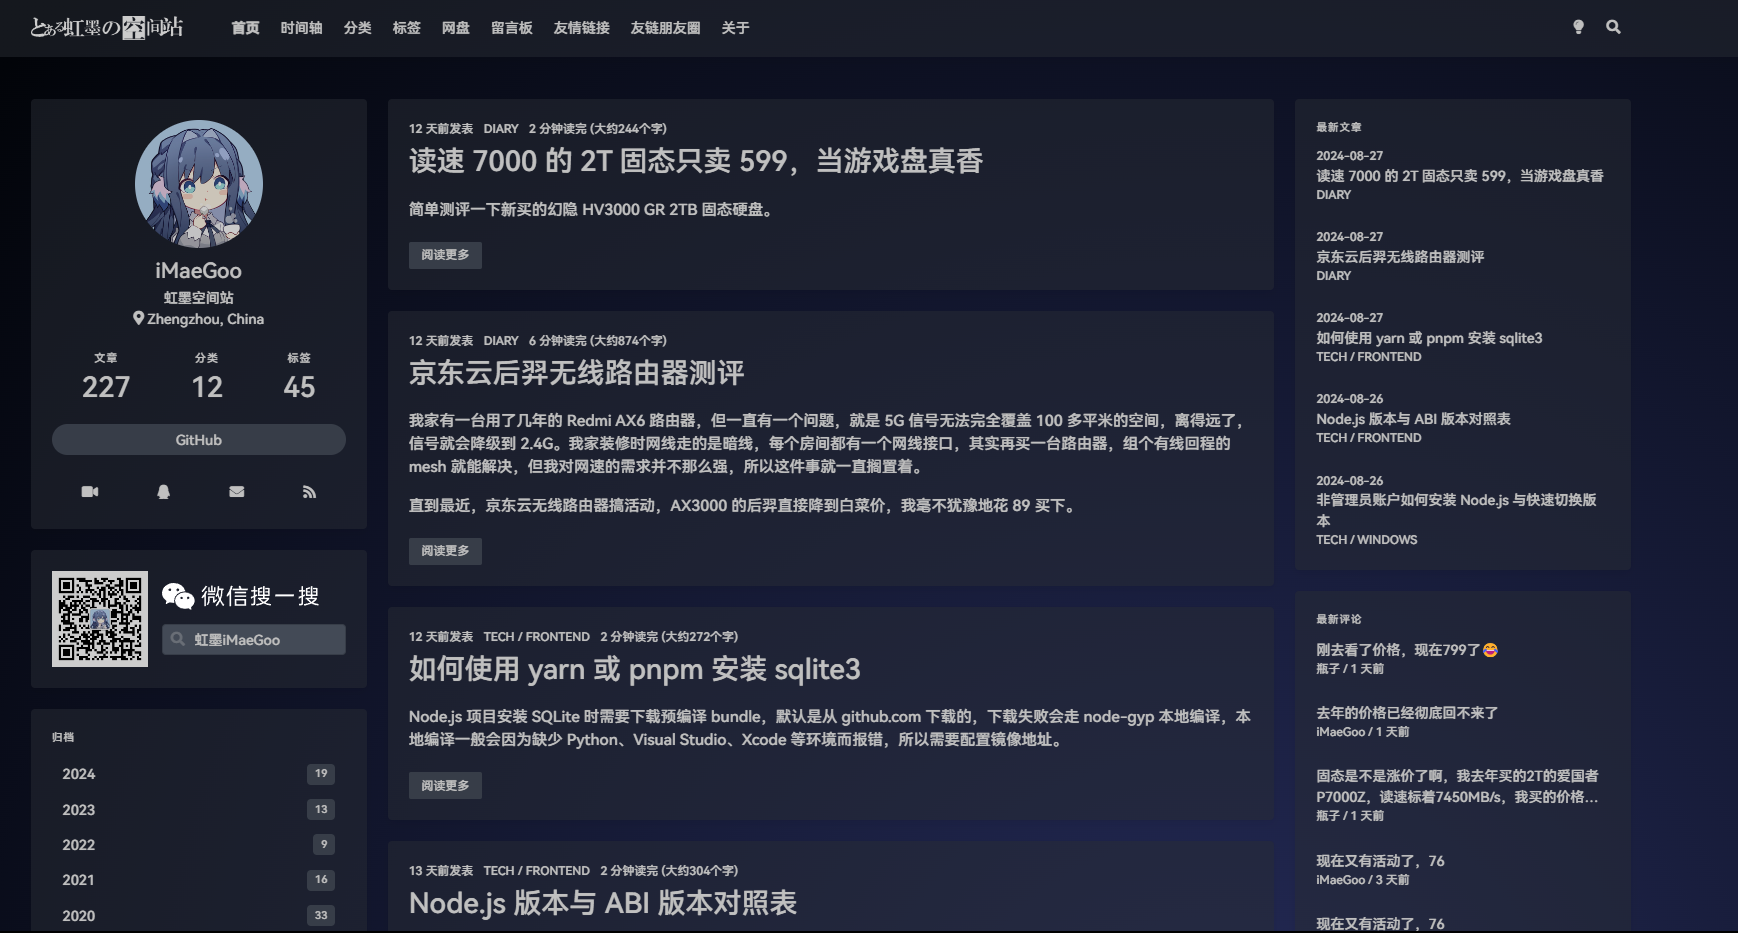 とある虹墨の空间站
首页 时间轴 分类 标签 网盘 留言板 友情链接 友链朋友圈 关于
iMaeGoo
虹墨空间站
Zhengzhou, China
文章 分类 标签
227 12 45
GitHub
微信搜一搜
虹墨iMaeGoo
归档
2024 19
2023 13
2022 9
2021 16
2020 33
12 天前发表 DIARY 2 分钟读完 (大约244个字)
读速 7000 的 2T 固态只卖 599，当游戏盘真香
简单测评一下新买的幻隐 HV3000 GR 2TB 固态硬盘。
阅读更多
12 天前发表 DIARY 6 分钟读完 (大约874个字)
京东云后羿无线路由器测评
我家有一台用了几年的 Redmi AX6 路由器，但一直有一个问题，就是 5G 信号无法完全覆盖 100 多平米的空间，离得远了，
信号就会降级到 2.4G。我家装修时网线走的是暗线，每个房间都有一个网线接口，其实再买一台路由器，组个有线回程的
mesh 就能解决，但我对网速的需求并不那么强，所以这件事就一直搁置着。
直到最近，京东云无线路由器搞活动，AX3000 的后羿直接降到白菜价，我毫不犹豫地花 89 买下。
阅读更多
12 天前发表 TECH / FRONTEND 2 分钟读完 (大约272个字)
如何使用 yarn 或 pnpm 安装 sqlite3
Node.js 项目安装 SQLite 时需要下载预编译 bundle，默认是从 github.com 下载的，下载失败会走 node-gyp 本地编译，本
地编译一般会因为缺少 Python、Visual Studio、Xcode 等环境而报错，所以需要配置镜像地址。
阅读更多
13 天前发表 TECH / FRONTEND 2 分钟读完 (大约304个字)
Node.js 版本与 ABI 版本对照表
最新文章
2024-08-27
读速 7000 的 2T 固态只卖 599，当游戏盘真香
DIARY
2024-08-27
京东云后羿无线路由器测评
DIARY
2024-08-27
如何使用 yarn 或 pnpm 安装 sqlite3
TECH / FRONTEND
2024-08-26
Node.js 版本与 ABI 版本对照表
TECH / FRONTEND
2024-08-26
非管理员账户如何安装 Node.js 与快速切换版
本
TECH / WINDOWS
最新评论
刚去看了价格，现在799了😂
瓶子 / 1 天前
去年的价格已经彻底回不来了
iMaeGoo / 1 天前
固态是不是涨价了啊，我去年买的2T的爱国者
P7000Z，读速标着7450MB/s，我买的价格...
瓶子 / 1 天前
现在又有活动了，76
iMaeGoo / 3 天前
现在又有活动了，76